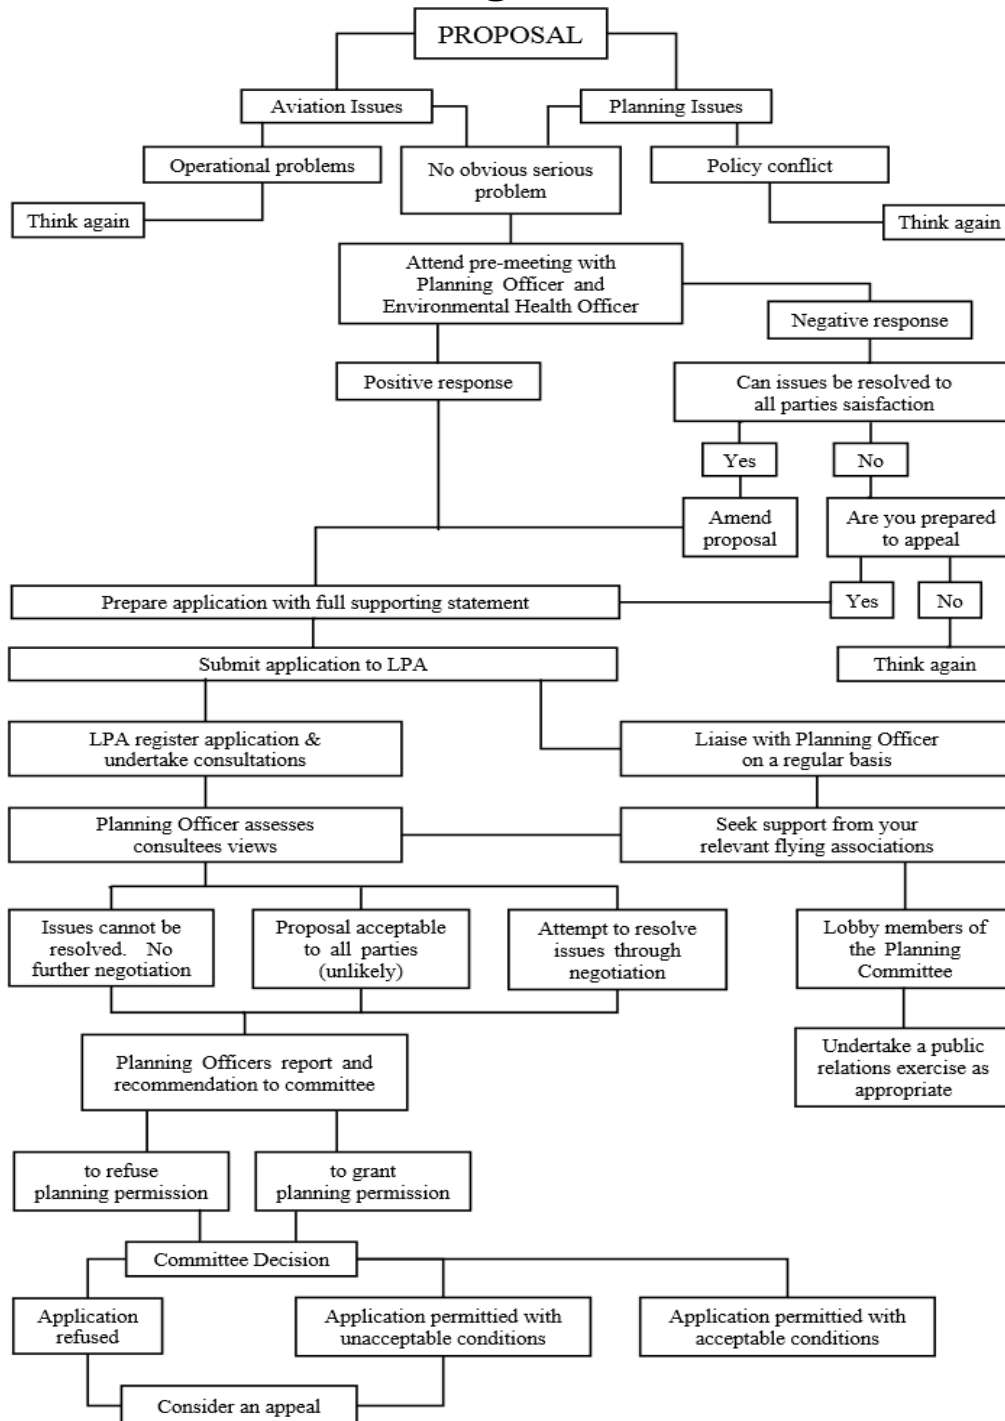 PROPOSAL
Aviation Issues
Planning Issues
Operational problems
No obvious serious
problem
Policy conflict
Think again
Think again
Attend pre-meeting with
Planning Officer and
Environmental Health Officer
Negative response
Positive response
Can issues be resolved to
all parties saisfaction
Yes
No
Amend
proposal
Are you prepared
to appeal
Prepare application with full supporting statement
Yes
No
Submit application to LPA
Think again
LPA register application &
undertake consultations
Liaise with Planning Officer
on a regular basis
Planning Officer assesses
consultees views
Seek support from your
relevant flying associations
Issues cannot be
resolved. No
further negotiation
Proposal acceptable
to all parties
(unlikely)
Attempt to resolve
issues through
negotiation
Lobby members of
the Planning
Committee
Planning Officers report and
recommendation to committee
Undertake a public
relations exercise as
appropriate
to refuse
planning permission
to grant
planning permission
Committee Decision
Application
refused
Application permittied with
unacceptable conditions
Application permittied with
acceptable conditions
Consider an appeal